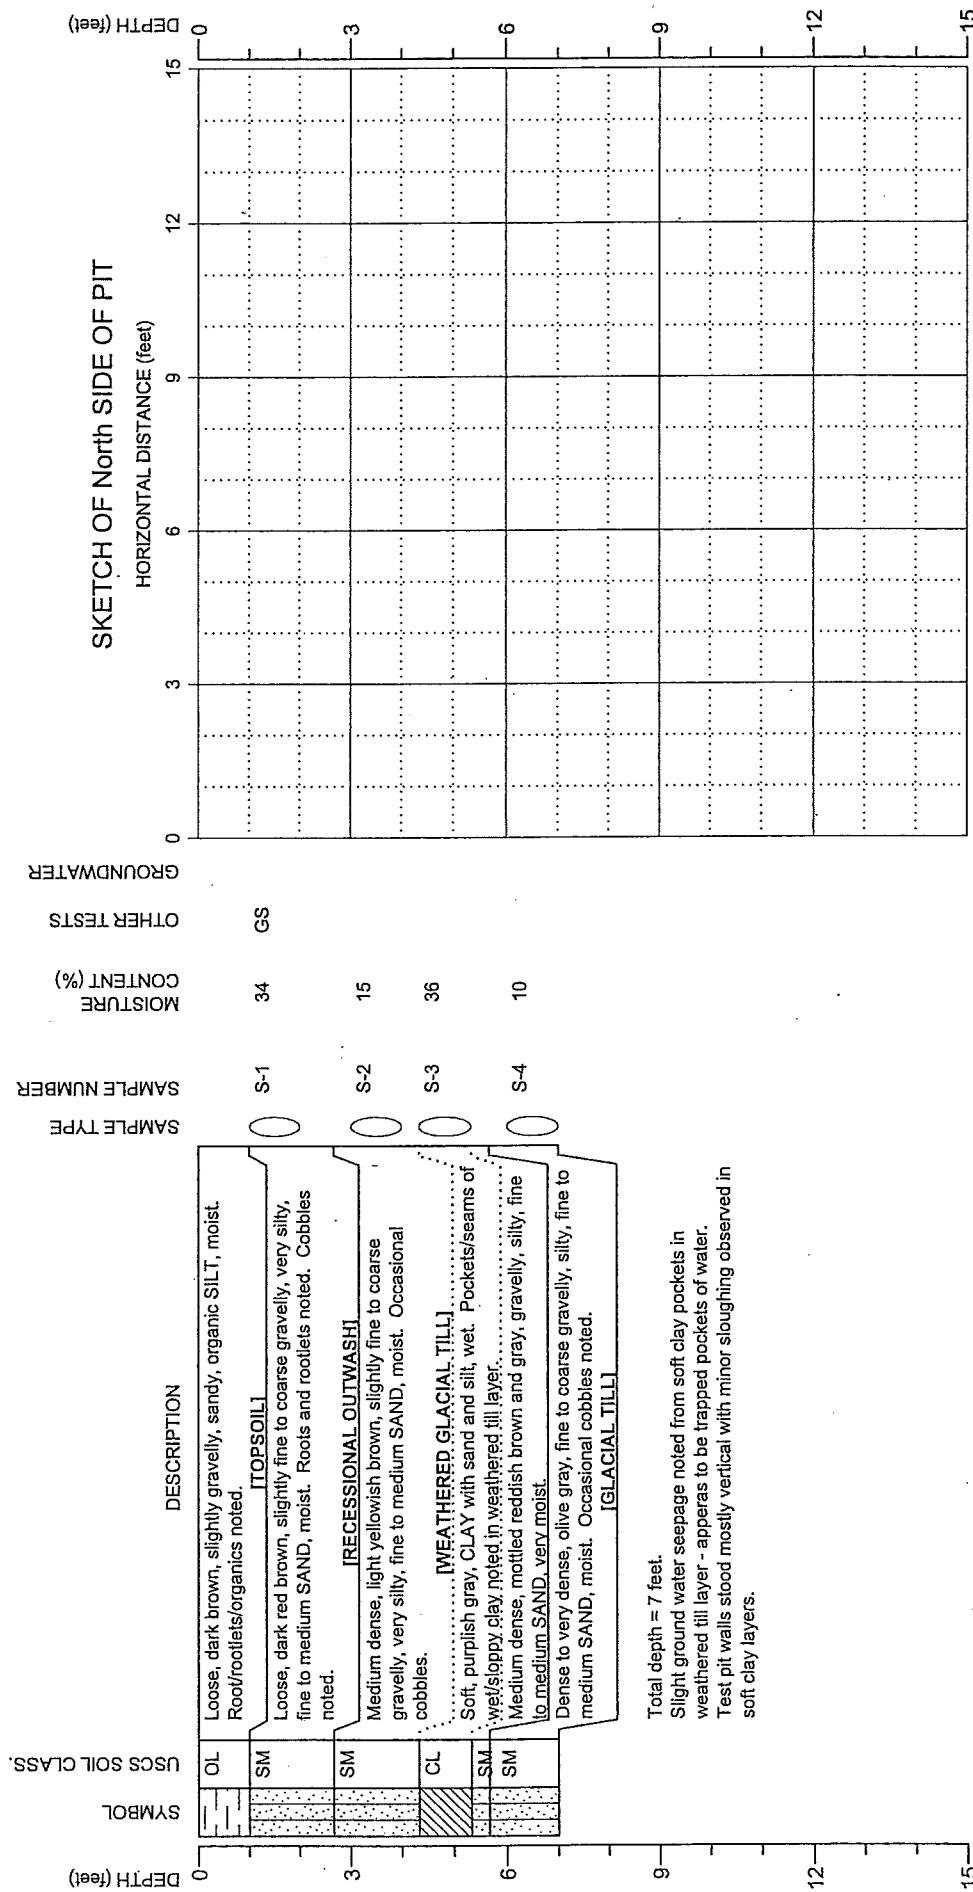 SKETCH OF North SIDE OF PIT
HORIZONTAL DISTANCE (feet)
DEPTH (feet)
SYMBOL
USCS SOIL CLASS.
DESCRIPTION
SAMPLE TYPE
SAMPLE NUMBER
MOISTURE
CONTENT (%)
OTHER TESTS
GROUNDWATER
0
3
6
9
12
15
DEPTH (feet)
0
3
6
9
12
15
OL
Loose, dark brown, slightly gravelly, sandy, organic SILT, moist.
Root/rootlets/organics noted.
[TOPSOIL]
SM
Loose, dark red brown, slightly fine to coarse gravelly, very silty,
fine to medium SAND, moist. Roots and rootlets noted. Cobbles
noted.
S-1
34
GS
[RECESSIONAL OUTWASH]
SM
Medium dense, light yellowish brown, slightly fine to coarse
gravelly, very silty, fine to medium SAND, moist. Occasional
cobbles.
S-2
15
[WEATHERED GLACIAL TILL]
CL
Soft, purplish gray, CLAY with sand and silt, wet. Pockets/seams of
wet/sloppy clay noted in weathered till layer.
S-3
36
SM
Medium dense, mottled reddish brown and gray, gravelly, silty, fine
to medium SAND, very moist.
SM
Dense to very dense, olive gray, fine to coarse gravelly, silty, fine to
medium SAND, moist. Occasional cobbles noted.
S-4
10
[GLACIAL TILL]
Total depth = 7 feet.
Slight ground water seepage noted from soft clay pockets in
weathered till layer - apperas to be trapped pockets of water.
Test pit walls stood mostly vertical with minor sloughing observed in
soft clay layers.
0
3
6
9
12
15